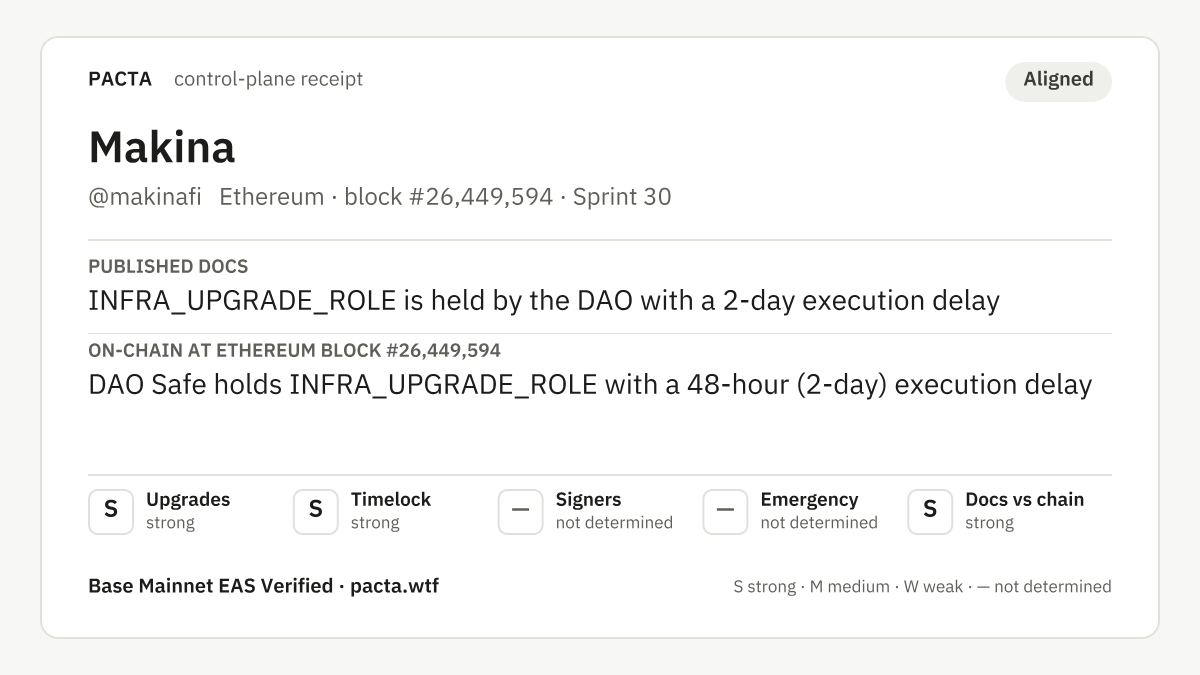 PACTA control-plane receipt Aligned
Makina
@makinafi Ethereum · block #26,449,594 · Sprint 30
PUBLISHED DOCS
INFRA_UPGRADE_ROLE is held by the DAO with a 2-day execution delay
ON-CHAIN AT ETHEREUM BLOCK #26,449,594
DAO Safe holds INFRA_UPGRADE_ROLE with a 48-hour (2-day) execution delay
S Upgrades strong
S Timelock strong
— Signers not determined
— Emergency not determined
S Docs vs chain strong
Base Mainnet EAS Verified · pacta.wtf
S strong · M medium · W weak · — not determined